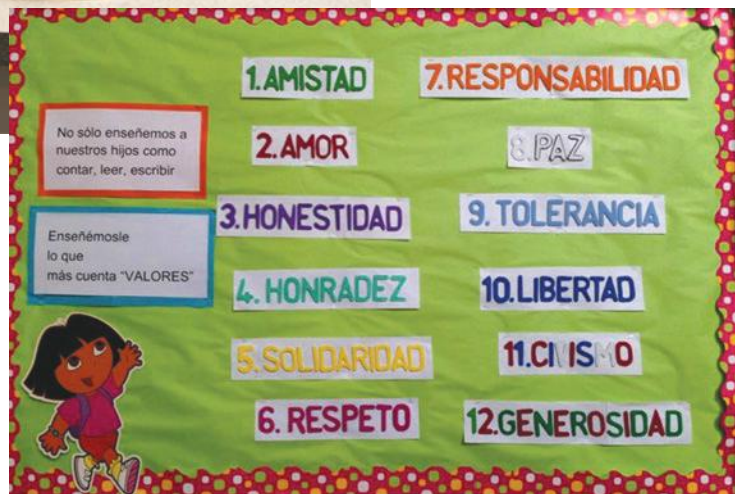 No sólo enseñemos a
nuestros hijos como
contar, leer, escribir
Enseñémosle
lo que
más cuenta “VALORES”
1.AMISTAD
2.AMOR
3.HONESTIDAD
4. HONRADEZ
5.SOLIDARIDAD
6. RESPETO
7.RESPONSABILIDAD
8.PAZ
9. TOLERANCIA
10.LIBERTAD
11.CIVISMO
12.GENEROSIDAD